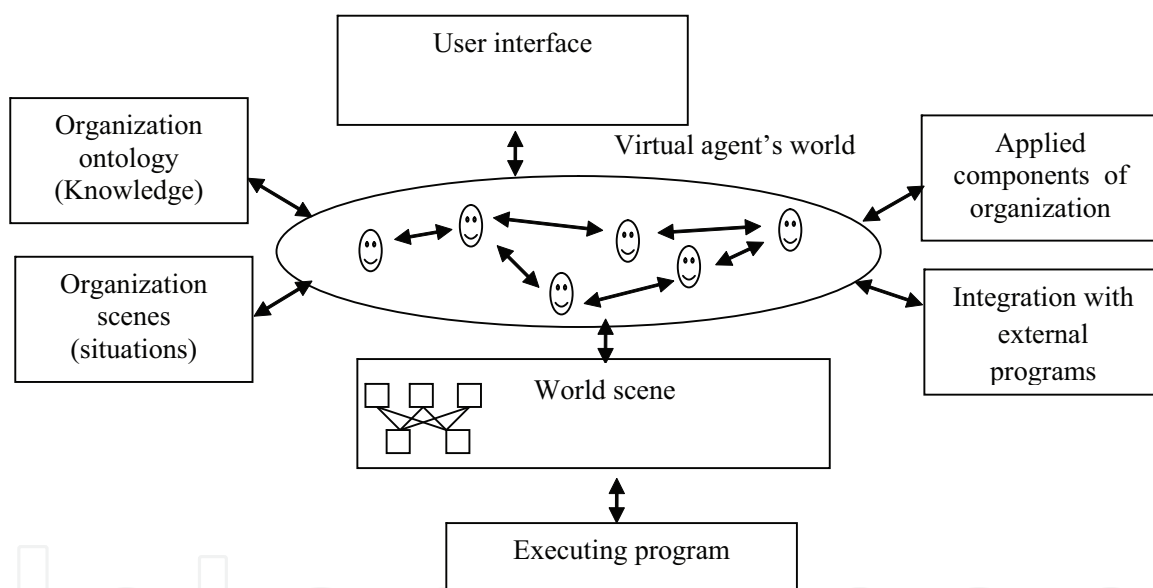 User interface
Organization
ontology
(Knowledge)
Virtual agent's world
Applied
components of
organization
Organization
scenes
(situations)
Integration with
external
programs
World scene
Executing program